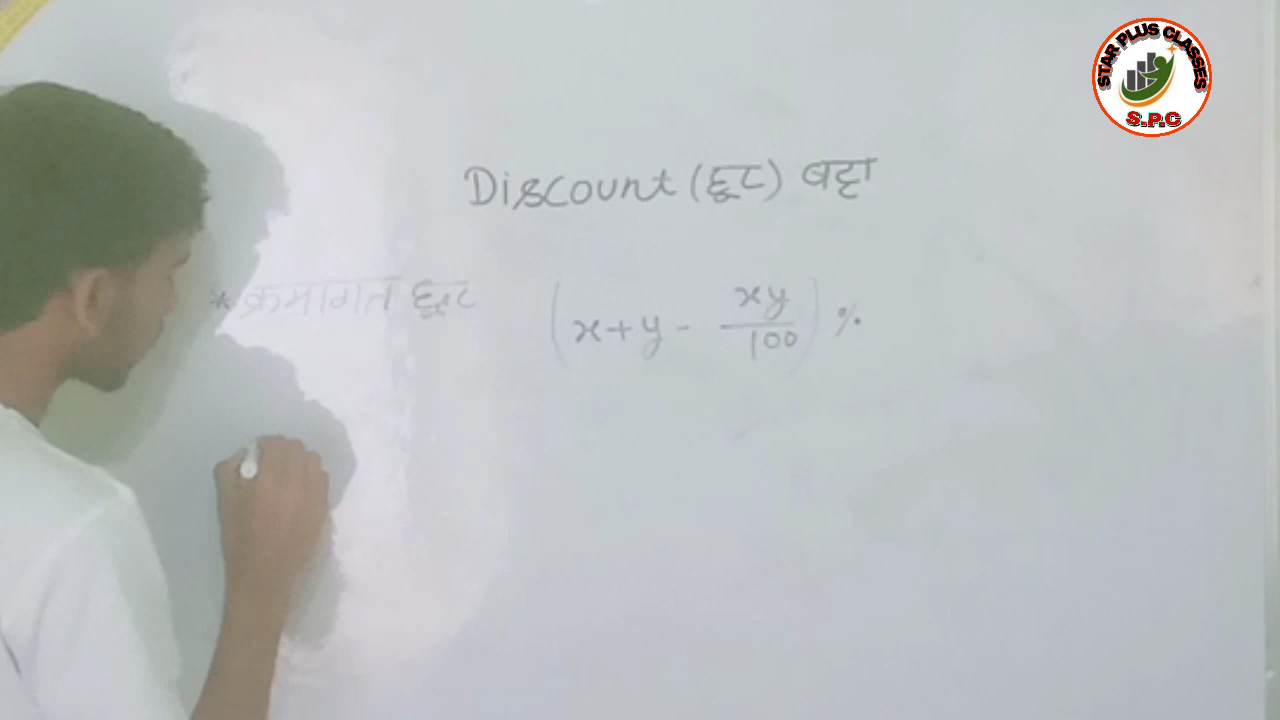 STAR PLUS CLASSES
S.P.C
Discount (छूट) बट्टा
* क्रमागत छूट (x+y - xy/100) %